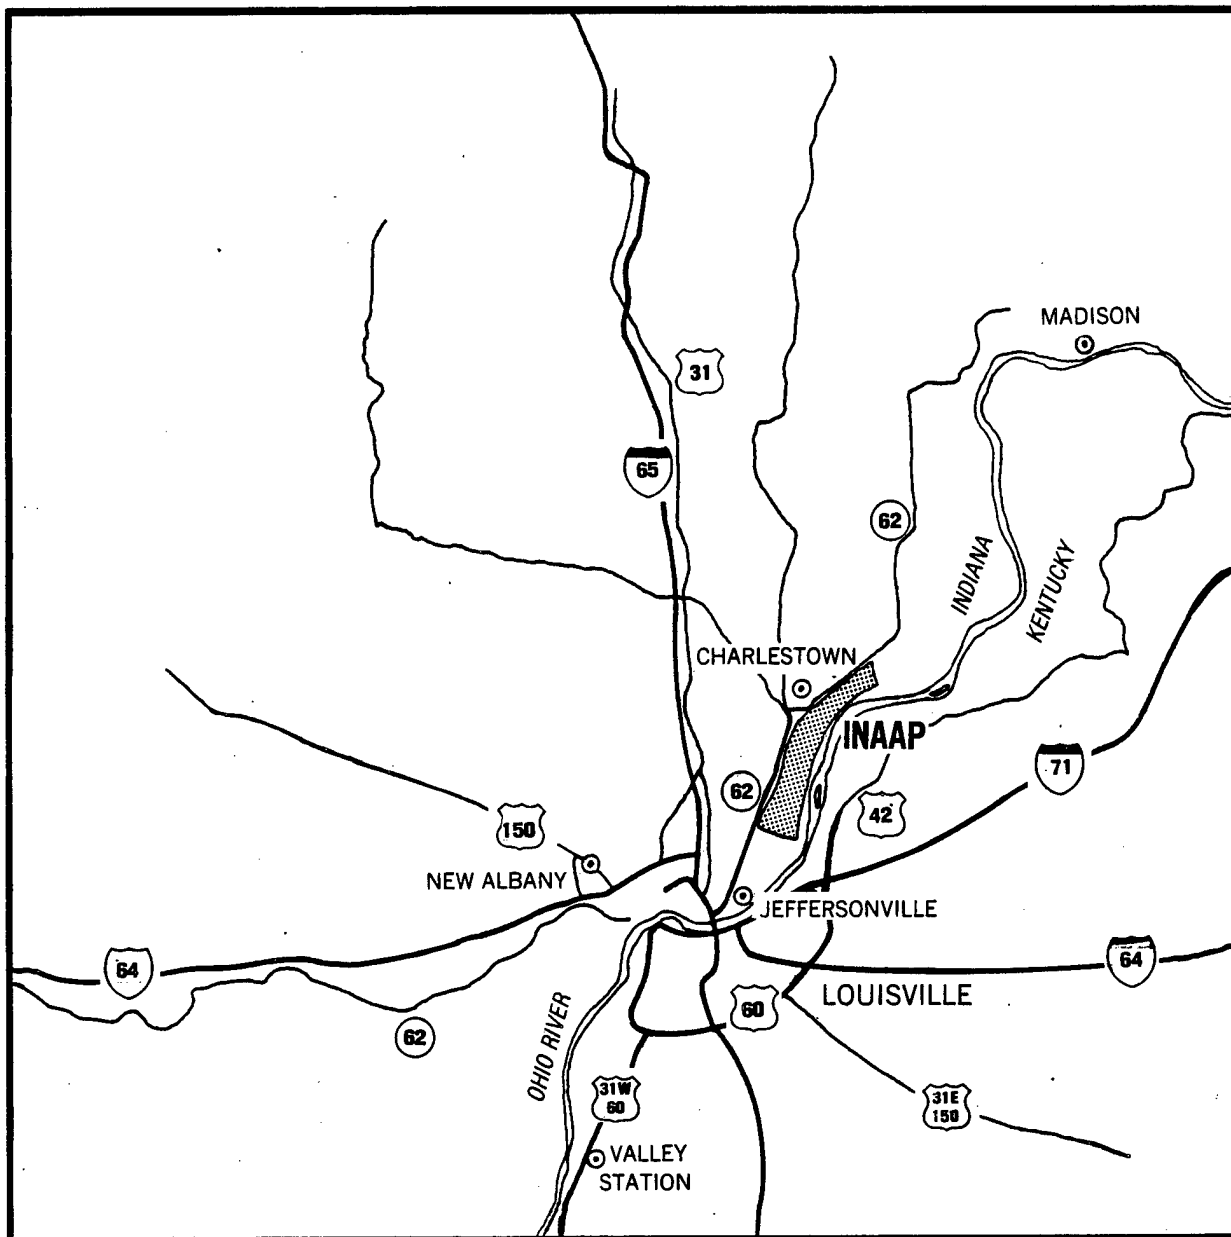 MADISON
31
65
62
INDIANA
KENTUCKY
CHARLESTOWN
INAAP
71
62
42
150
NEW ALBANY
JEFFERSONVILLE
64
64
LOUISVILLE
60
62
OHIO RIVER
31W
60
31E
150
VALLEY
STATION